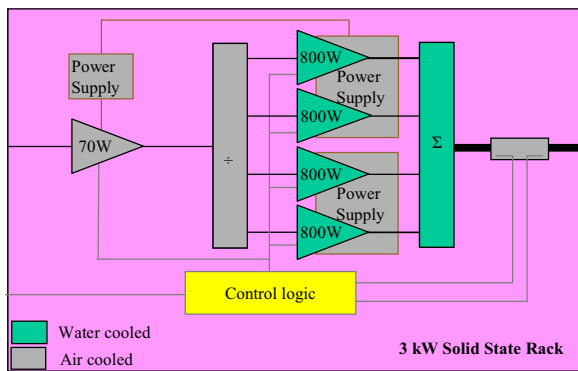 Power
Supply
70W
÷
800W
800W
800W
800W
Power
Supply
Power
Supply
Σ
Control logic
Water cooled
Air cooled
3 kW Solid State Rack